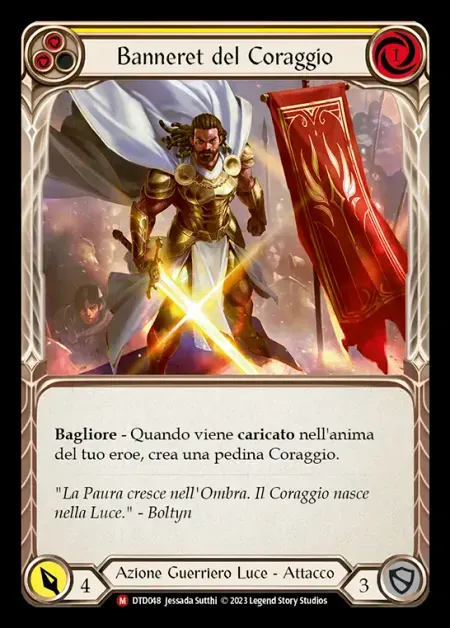 Banneret del Coraggio
1
Bagliore - Quando viene caricato nell'anima
del tuo eroe, crea una pedina Coraggio.
"La Paura cresce nell'Ombra. Il Coraggio nasce
nella Luce." - Boltyn
4
Azione Guerriero Luce - Attacco
3
M DTD048 Jessada Sutthi © 2023 Legend Story Studios